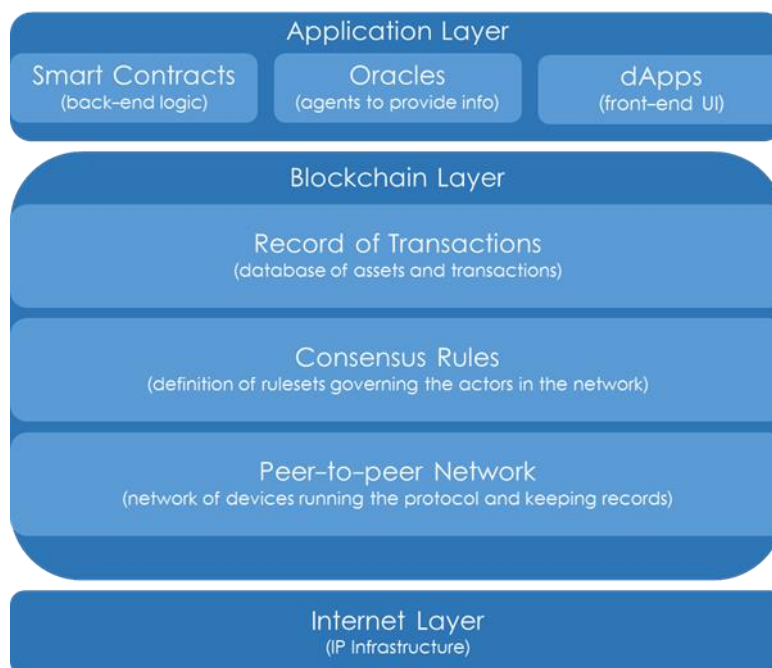 Application Layer
Smart Contracts
(back-end logic)
Oracles
(agents to provide info)
dApps
(front-end UI)
Blockchain Layer
Record of Transactions
(database of assets and transactions)
Consensus Rules
(definition of rulesets governing the actors in the network)
Peer-to-peer Network
(network of devices running the protocol and keeping records)
Internet Layer
(IP Infrastructure)